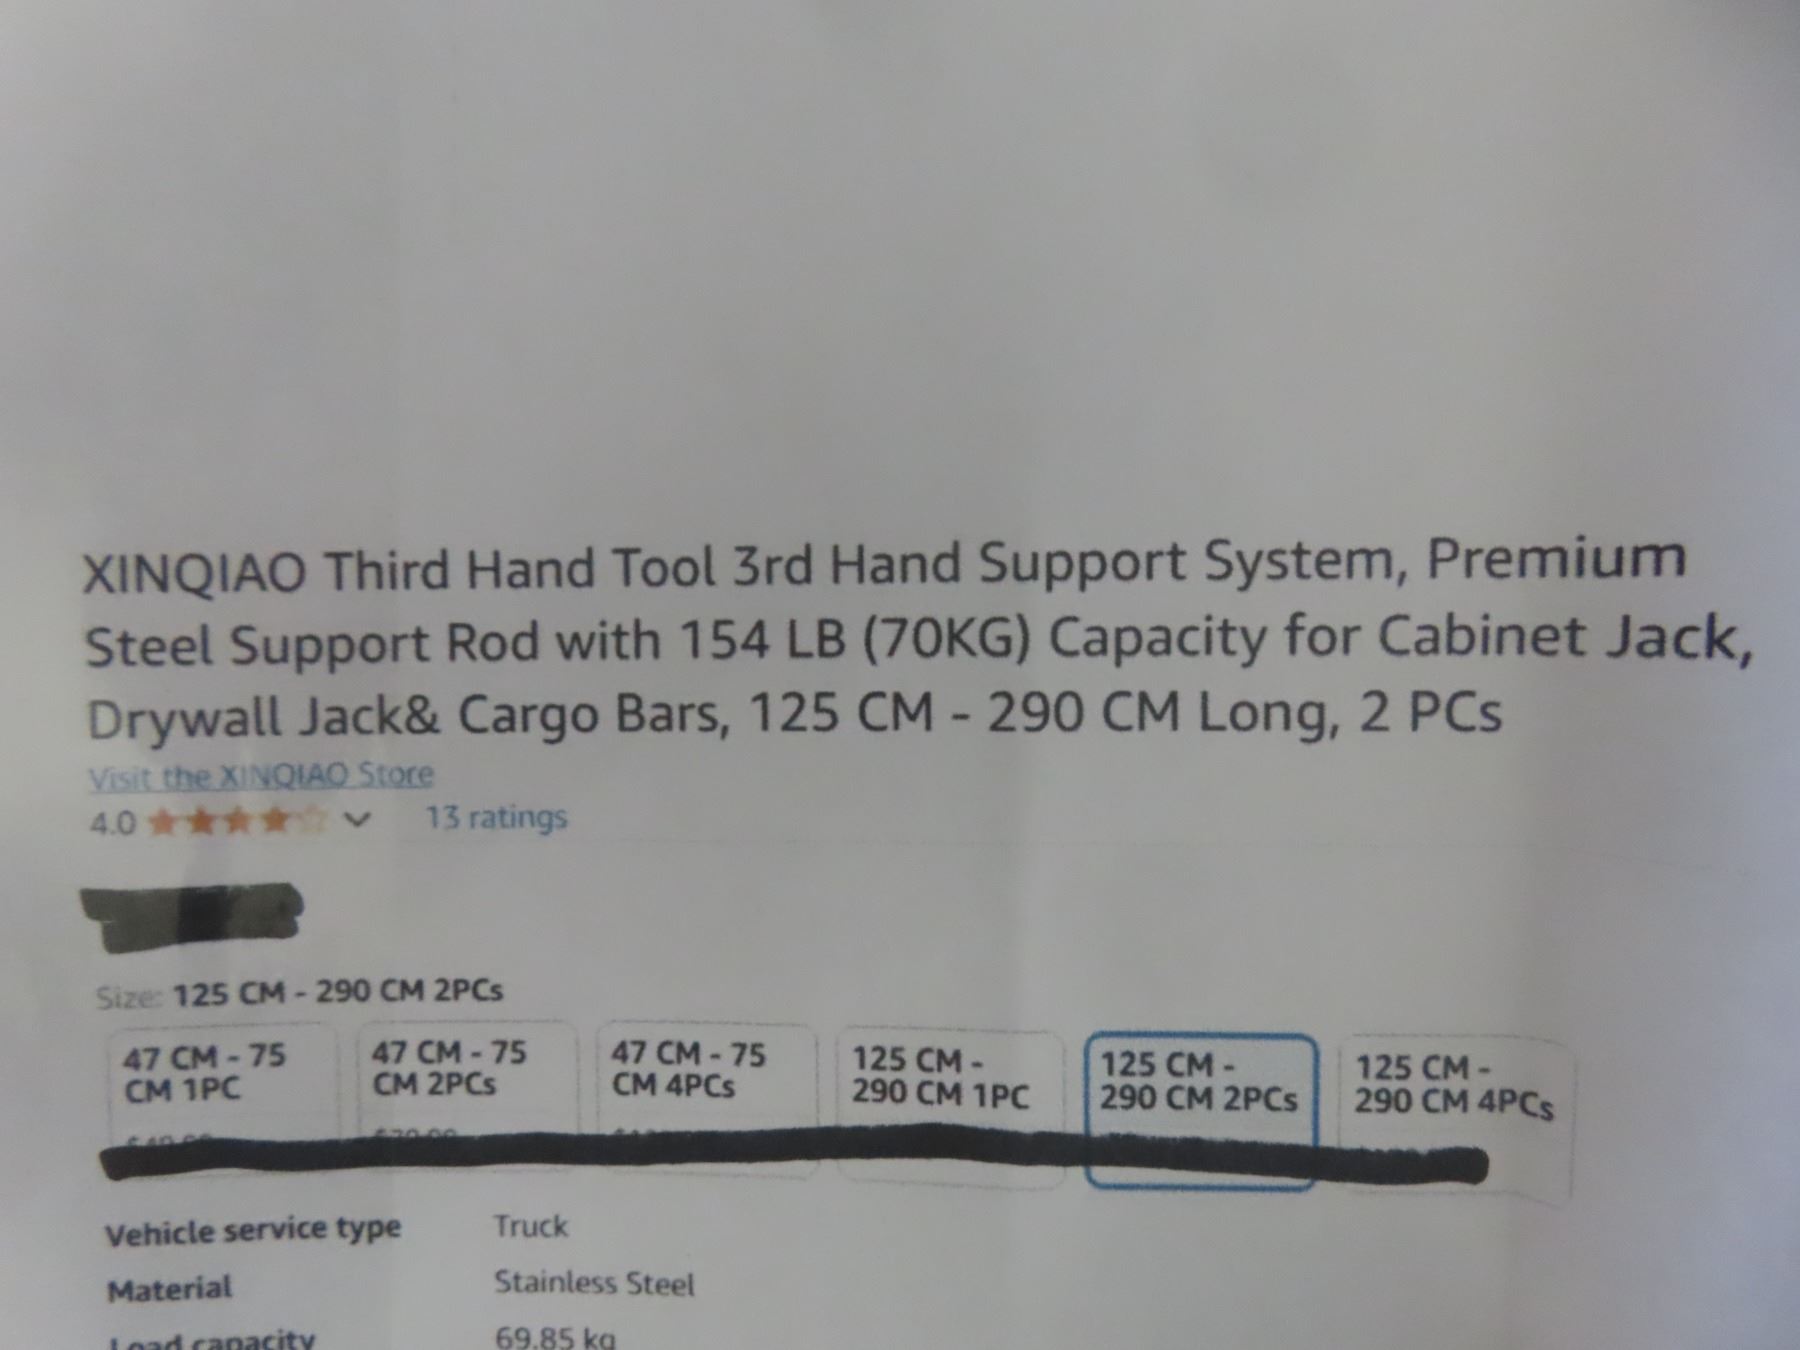 XINQIAO Third Hand Tool 3rd Hand Support System, Premium
Steel Support Rod with 154 LB (70KG) Capacity for Cabinet Jack,
Drywall Jack& Cargo Bars, 125 CM - 290 CM Long, 2 PCs
Visit the XINQIAO Store
4.0 13 ratings
Size: 125 CM - 290 CM 2PCs
47 CM - 75
CM 1PC
47 CM - 75
CM 2PCs
47 CM - 75
CM 4PCs
125 CM -
290 CM 1PC
125 CM -
290 CM 2PCs
125 CM -
290 CM 4PCs
Vehicle service type Truck
Material Stainless Steel
Load capacity 69.85 kg